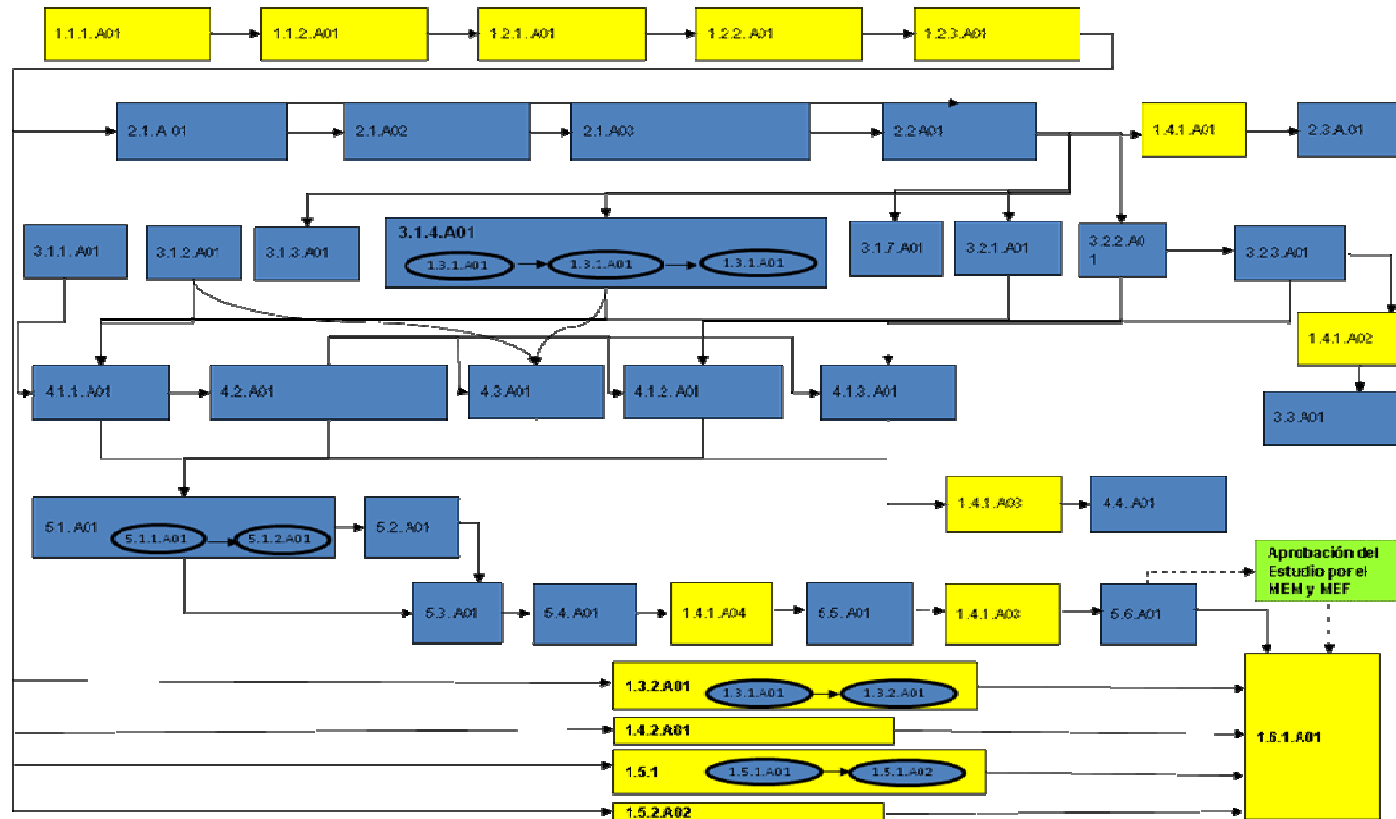 1.1.1.A01
1.1.2.A01
1.2.1.A01
1.2.2.A01
1.2.3.A01
2.1.A 01
2.1.A02
2.1.A03
2.2A01
1.4.1.A01
2.3.A.01
3.1.1.A01
3.1.2.A01
3.1.3.A01
3.1.4.A01
1.3.1.A01
1.3.1.A01
1.3.1.A01
3.1.7.A01
3.2.1.A01
3.2.2.A0
1
3.2.3.A01
1.4.1.A02
4.1.1.A01
4.2.A01
4.3.A01
4.1.2.A01
4.1.3.A01
3.3.A01
5.1.A01
5.1.1.A01
5.1.2.A01
5.2.A01
1.4.1.A03
4.4.A01
Aprobación del
Estudio por el
MEM y MEF
5.3.A01
5.4.A01
1.4.1.A04
5.5.A01
1.4.1.A03
5.6.A01
1.3.2.A01
1.3.1.A01
1.3.2.A01
1.4.2.A01
1.6.1.A01
1.5.1
1.5.1.A01
1.5.1.A02
1.5.2.A02